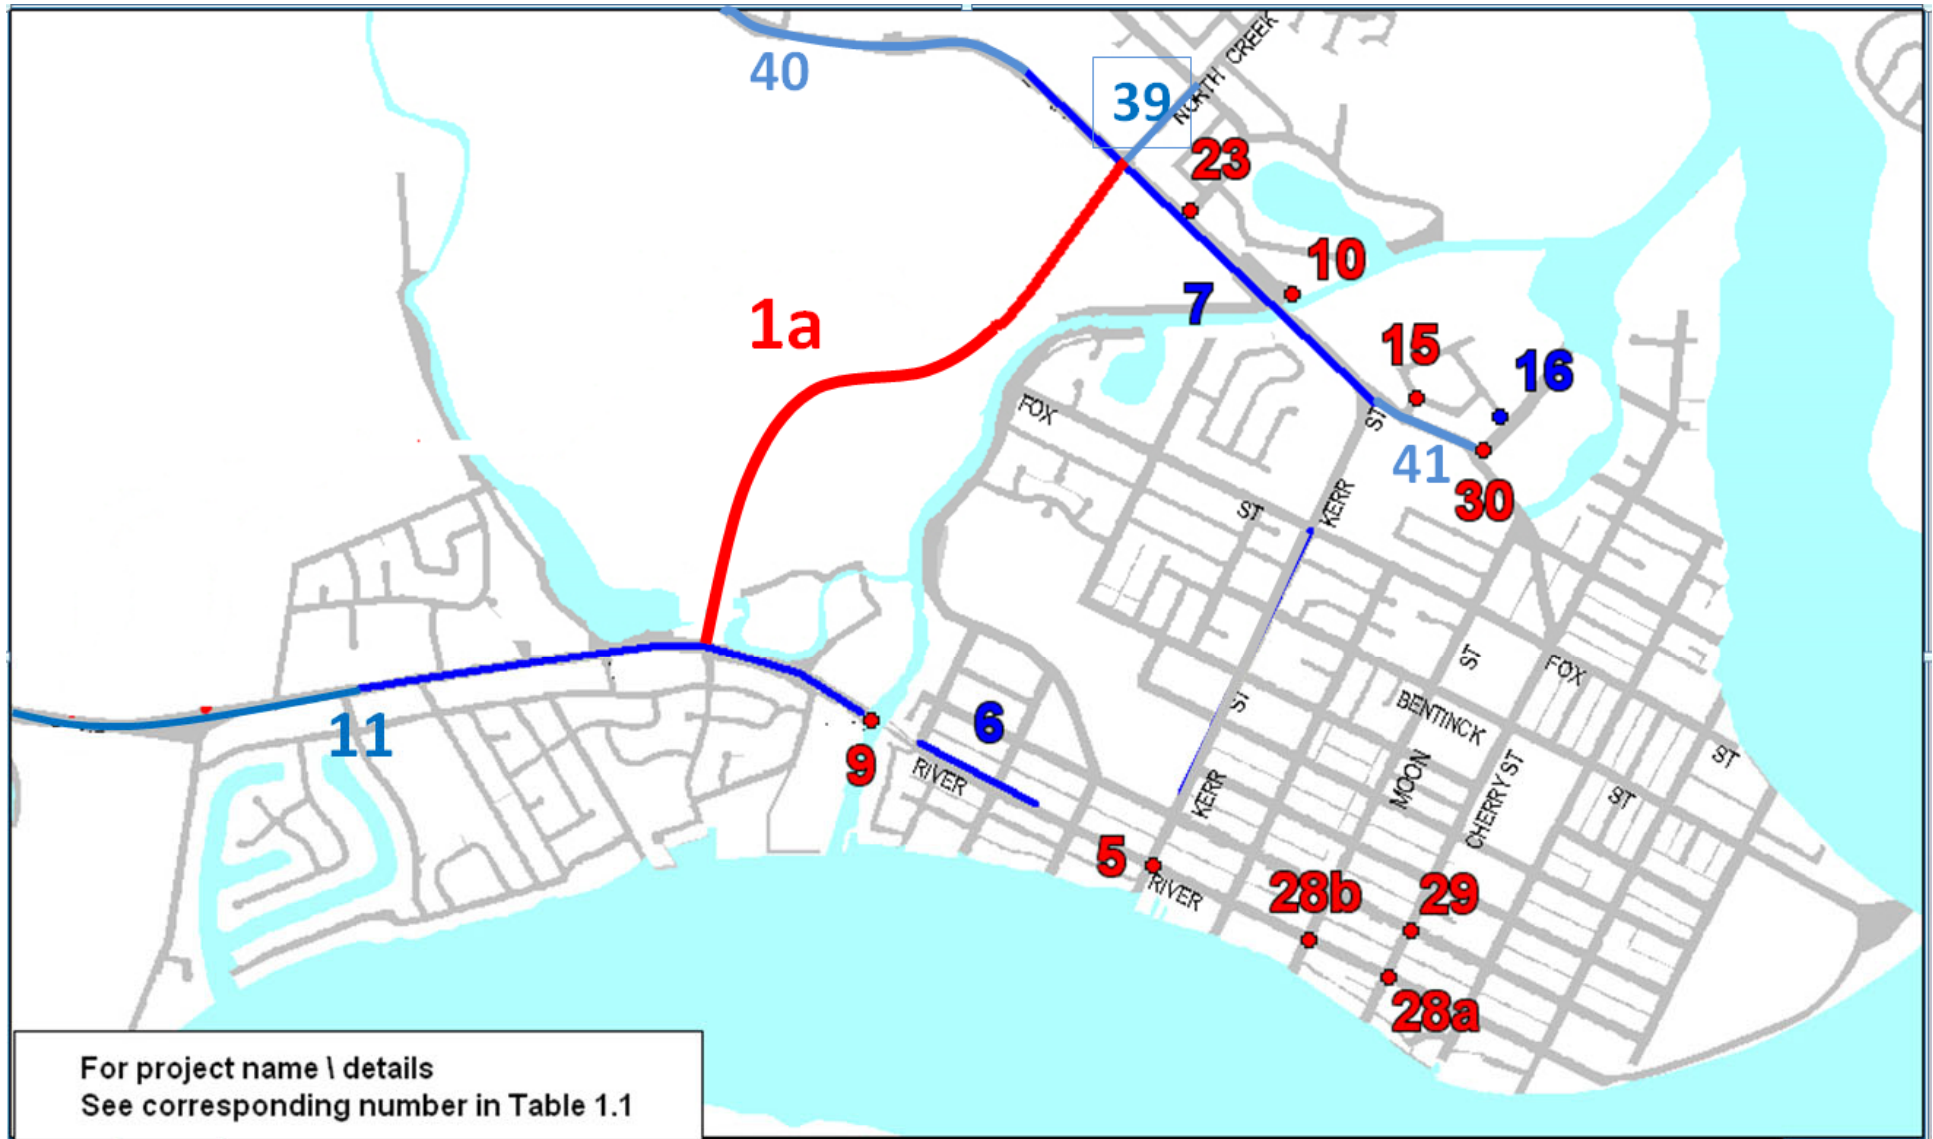 40
39
NORTH CREEK
23
10
1a
7
15
16
FOX
ST
41
ST
KERR
30
ST
FOX
ST
BENTINCK
11
6
9
RIVER
ST
MOON
CHERRY ST
ST
KERR
5
RIVER
28b
29
28a
For project name \ details
See corresponding number in Table 1.1